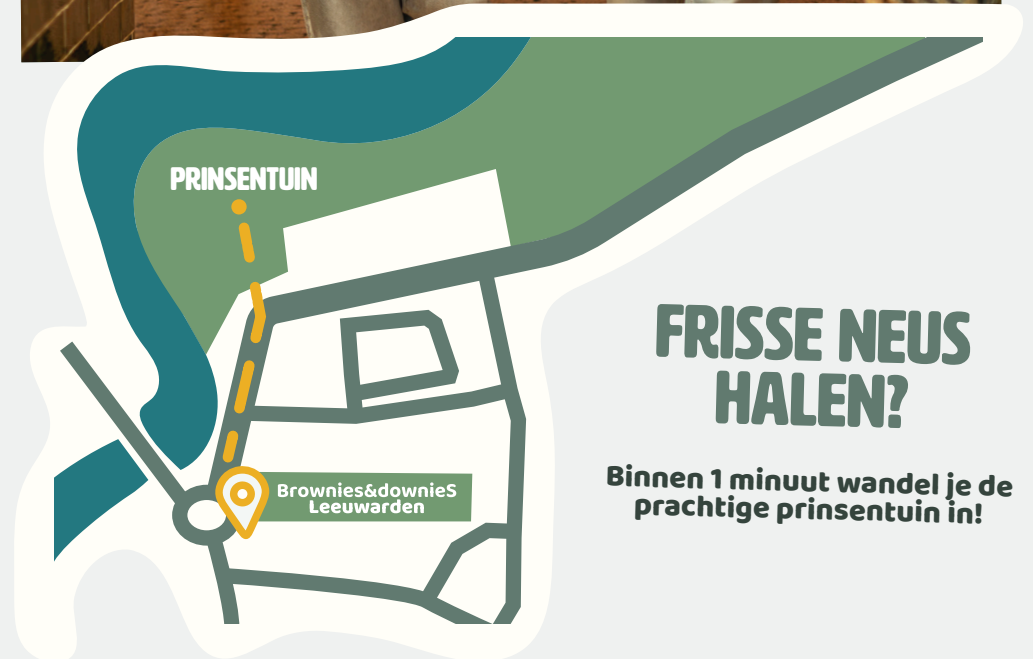 PRINSENTUIN
FRISSE NEUS
HALEN?
Binnen 1 minuut wandel je de
prachtige prinsentuin in!
Brownies&downieS
Leeuwarden